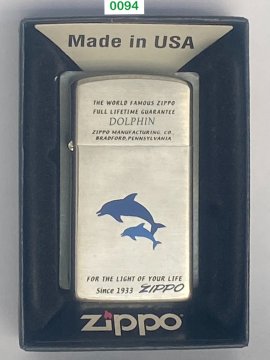 0094
Made in USA
THE WORLD FAMOUS ZIPPO
FULL LIFETIME GUARANTEE
DOLPHIN
ZIPPO MANUFACTURING. CO.
BRADFORD,PENNSYLVANIA
FOR THE LIGHT OF YOUR LIFE
Since 1933 ZIPPO
zippo